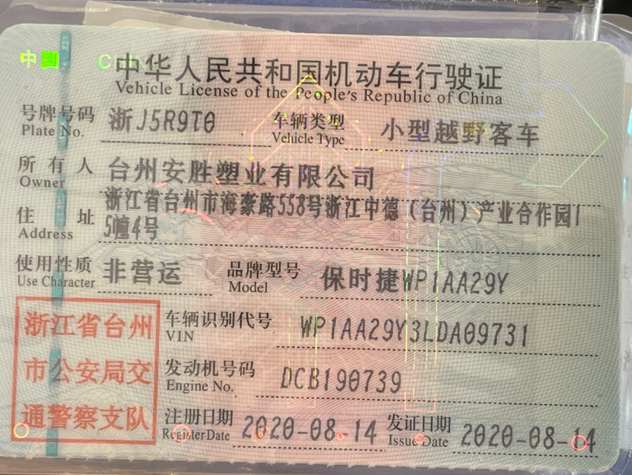 中国 CHINA
中华人民共和国机动车行驶证
Vehicle License of the People's Republic of China
号牌号码 浙J5R9T0 车辆类型 小型越野客车
Plate No. Vehicle Type
所有人 台州安胜塑业有限公司
Owner
住址 浙江省台州市海豪路558号浙江中德（台州）产业合作园1
Address 5幢4号
使用性质 非营运 品牌型号 保时捷WP1AA29Y
Use Character Model
浙江省台州 车辆识别代号 WP1AA29Y3LDA09731
VIN
市公安局交 发动机号码 DCB190739
Engine No.
通警察支队 注册日期 2020-08-14 发证日期 2020-08-14
Register Date Issue Date